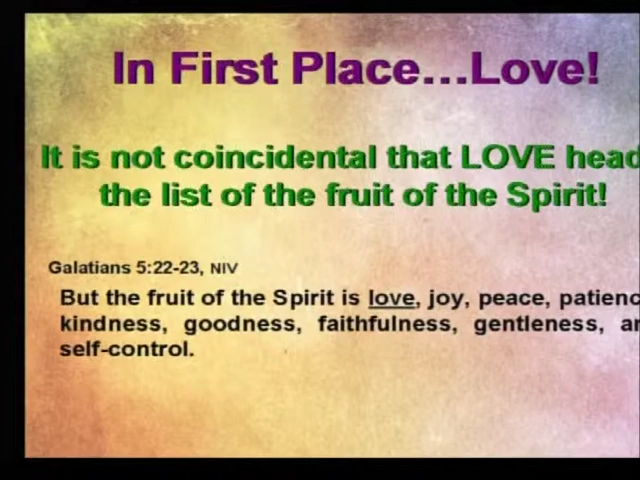 In First Place...Love!
It is not coincidental that LOVE head
the list of the fruit of the Spirit!
Galatians 5:22-23, NIV
But the fruit of the Spirit is love, joy, peace, patienc
kindness, goodness, faithfulness, gentleness, an
self-control.